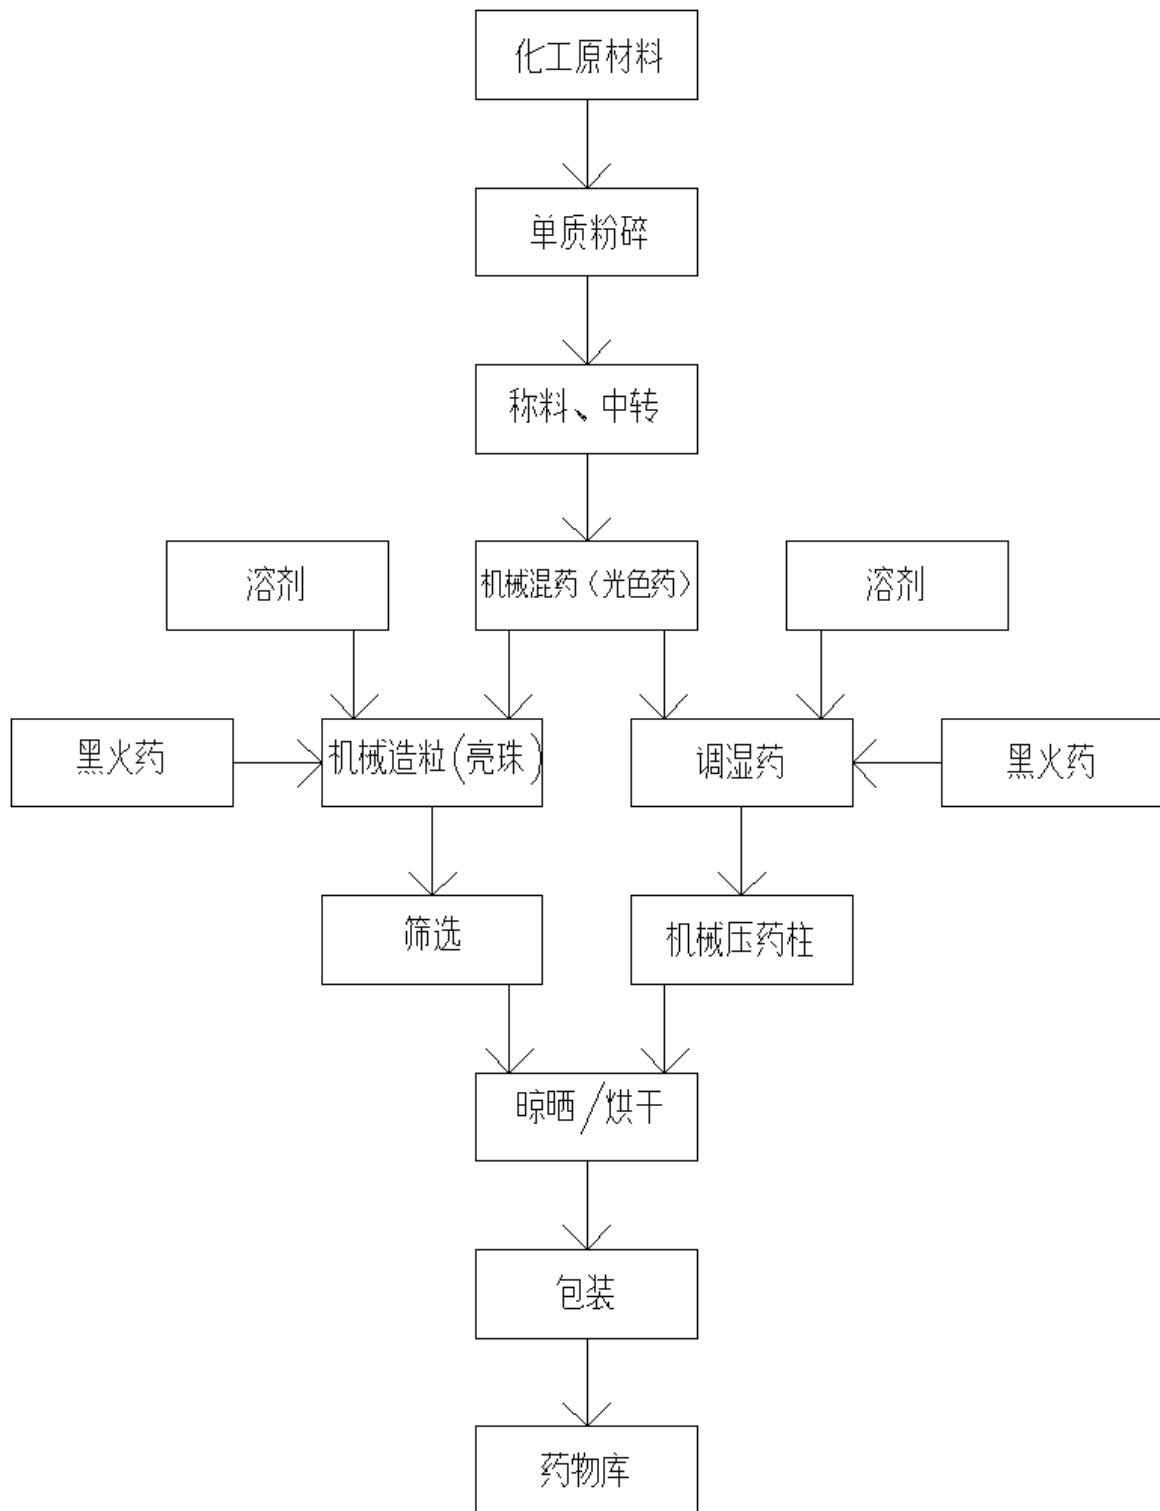 化工原材料
单质粉碎
称料、中转
溶剂
机械混药（光色药）
溶剂
黑火药
机械造粒(亮珠)
调湿药
黑火药
筛选
机械压药柱
晾晒/烘干
包装
药物库